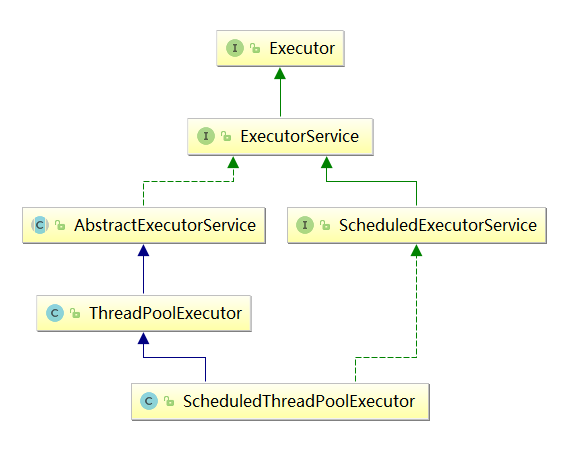 I Executor
I ExecutorService
C AbstractExecutorService
I ScheduledExecutorService
C ThreadPoolExecutor
C ScheduledThreadPoolExecutor